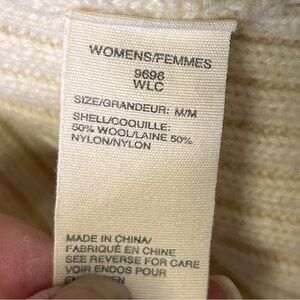 WOMENS/FEMMES
9696
WLC
SIZE/GRANDEUR: M/M
SHELL/COQUILLE:
50% WOOL/LAINE 50%
NYLON/NYLON
MADE IN CHINA/
FABRIQUÉ EN CHINE
SEE REVERSE FOR CARE
VOIR ENDOS POUR